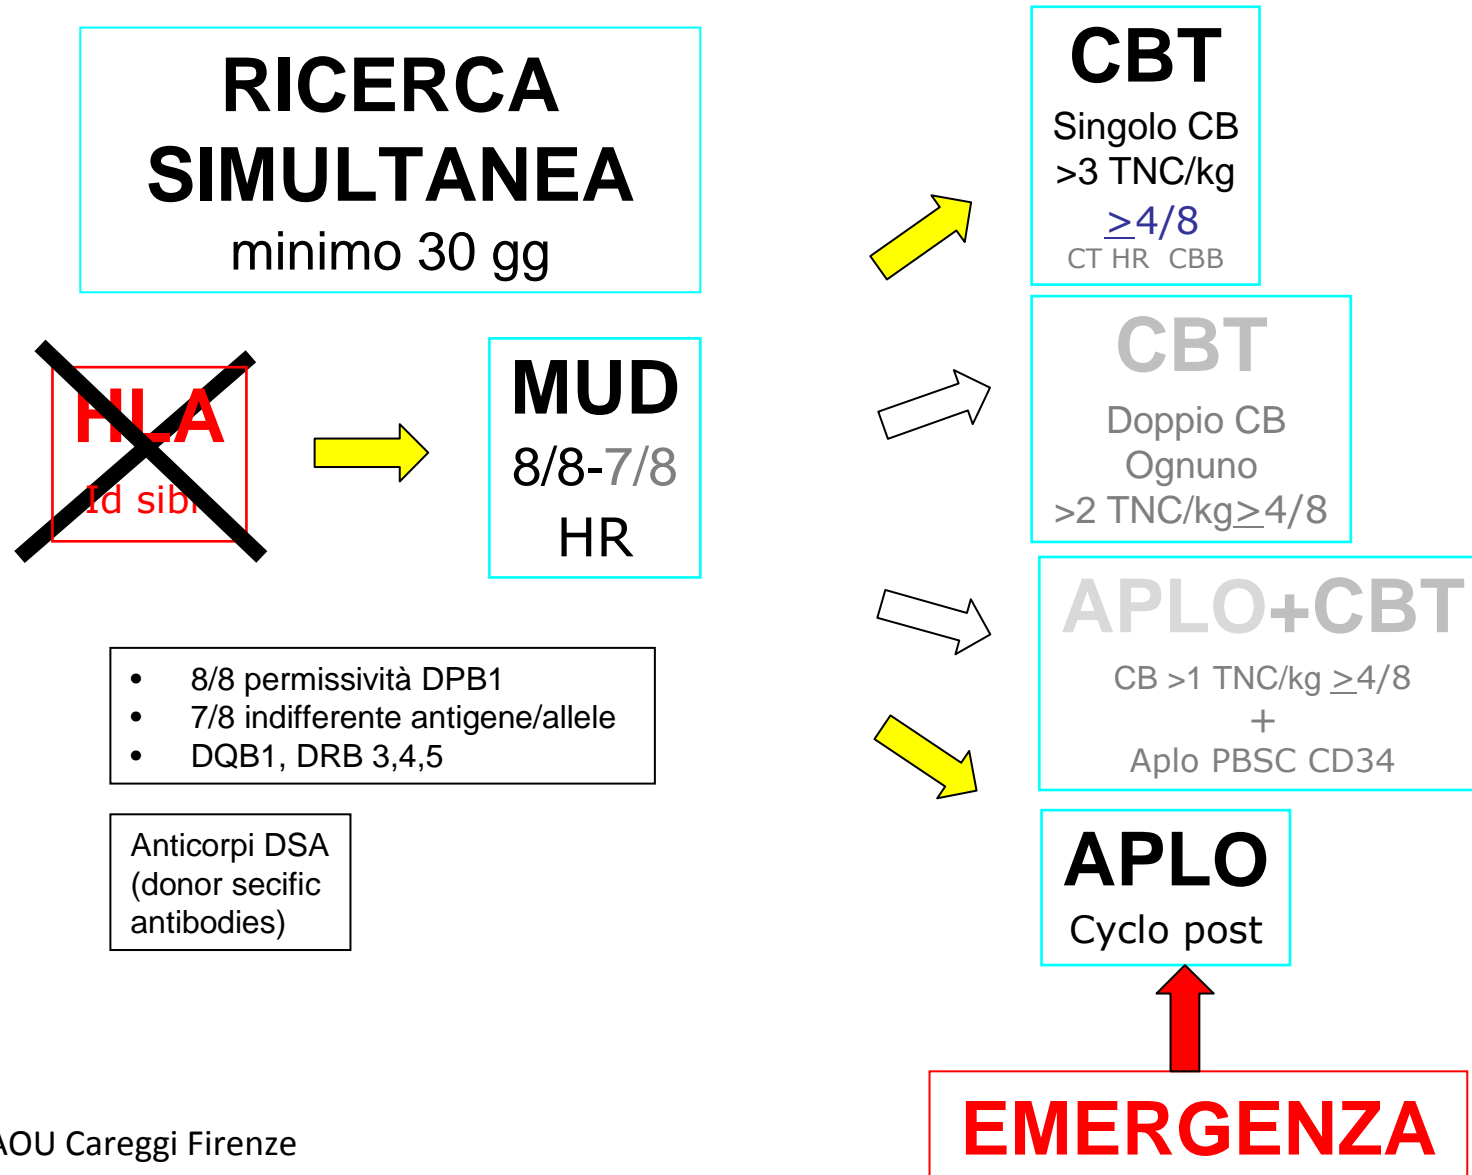 RICERCA
SIMULTANEA
minimo 30 gg
HLA
Id sibl
MUD
8/8-7/8
HR
• 8/8 permissività DPB1
• 7/8 indifferente antigene/allele
• DQB1, DRB 3,4,5
Anticorpi DSA
(donor secific
antibodies)
CBT
Singolo CB
>3 TNC/kg
≥4/8
CT HR CBB
CBT
Doppio CB
Ognuno
>2 TNC/kg≥4/8
APLO+CBT
CB >1 TNC/kg ≥4/8
+
Aplo PBSC CD34
APLO
Cyclo post
EMERGENZA
AOU Careggi Firenze